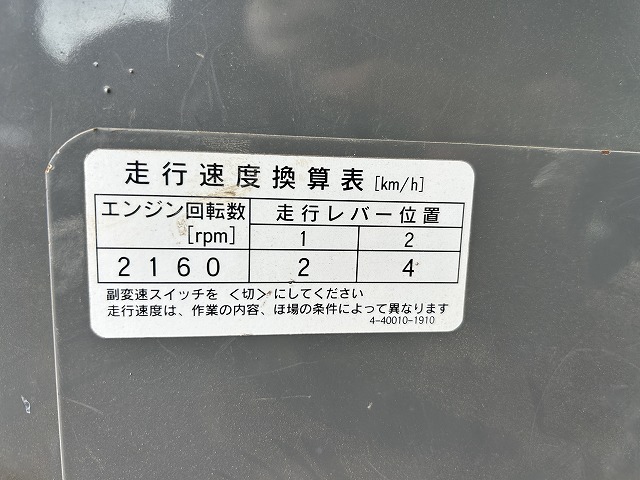 走行速度換算表 [km/h]
エンジン回転数 走行レバー位置
[rpm] 1 2
2160 2 4
副変速スイッチを <切> にしてください
走行速度は、作業の内容、ほ場の条件によって異なります
4-40010-1910